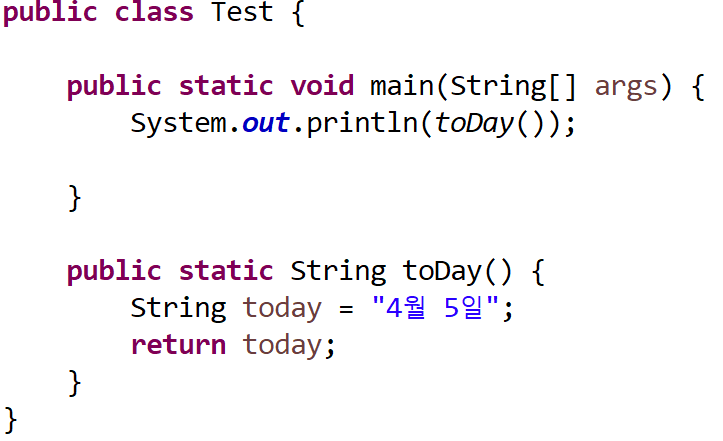 public class Test {
public static void main(String[] args) {
System.out.println(toDay());
}
public static String toDay() {
String today = "4월 5일";
return today;
}
}